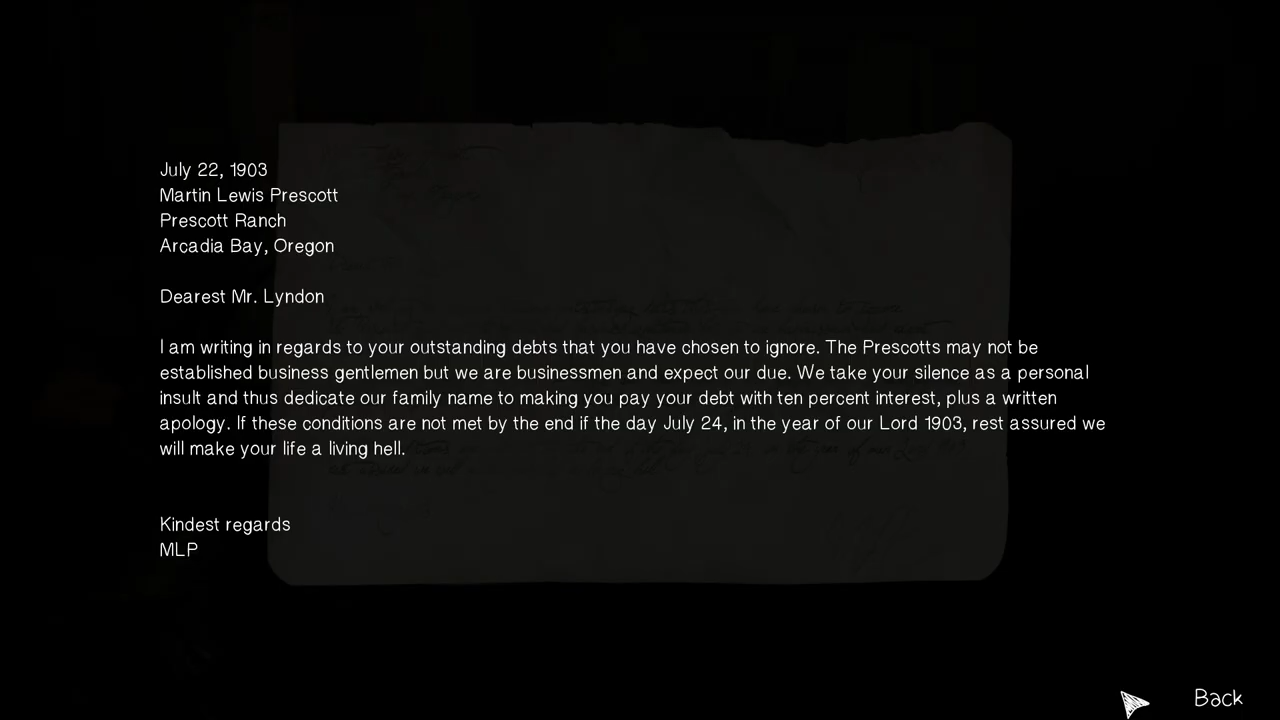 July 22, 1903
Martin Lewis Prescott
Prescott Ranch
Arcadia Bay, Oregon
Dearest Mr. Lyndon
I am writing in regards to your outstanding debts that you have chosen to ignore. The Prescotts may not be
established business gentlemen but we are businessmen and expect our due. We take your silence as a personal
insult and thus dedicate our family name to making you pay your debt with ten percent interest, plus a written
apology. If these conditions are not met by the end if the day July 24, in the year of our Lord 1903, rest assured we
will make your life a living hell.
Kindest regards
MLP
Back